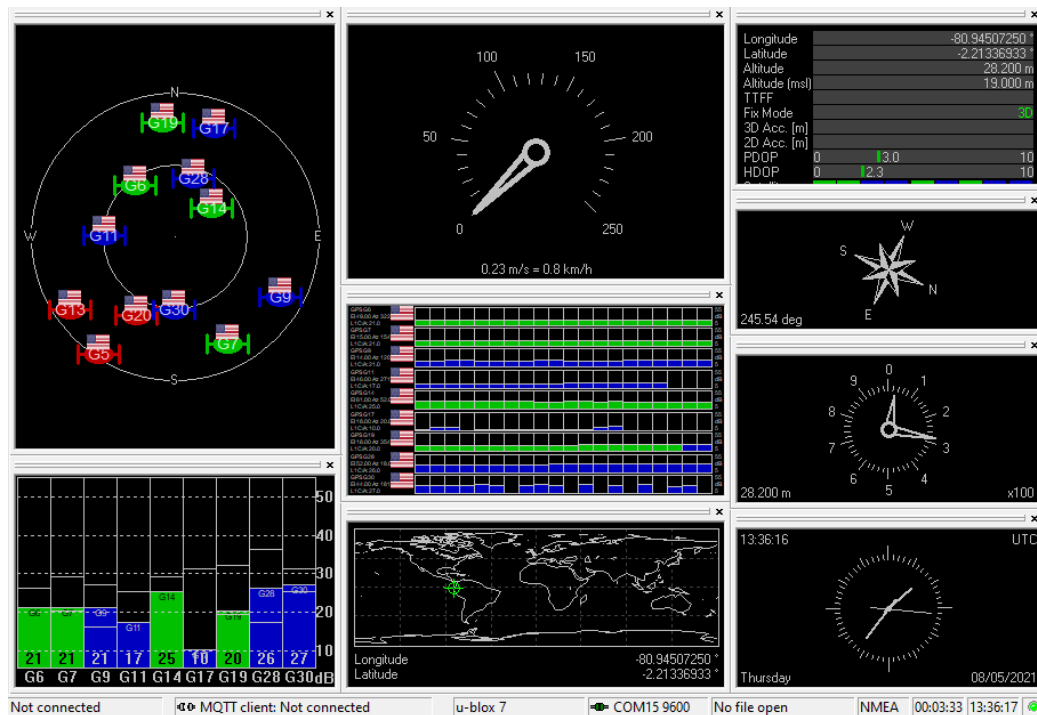 N
G19
G17
G6
G28
G14
G11
W
E
G9
G13
G20
G30
G5
G7
S
50
40
30
20
10
dB
G6
G7
G9
G11
G14
G19
G28
G30
21 21 21 17 25 10 20 26 27
G6 G7 G9 G11 G14 G17 G19 G28 G30
0
50
100
150
200
250
0.23 m/s = 0.8 km/h
Longitude -80.94507250 °
Latitude -2.21336933 °
Longitude -80.94507250 °
Latitude -2.21336933 °
Altitude 28.200 m
Altitude (msl) 19.000 m
TTFF
Fix Mode 3D
3D Acc. [m]
2D Acc. [m]
PDOP 0 3.0 10
HDOP 0 2.3 10
W
S
N
E
245.54 deg
0
1
2
3
4
5
6
7
8
9
28.200 m x100
13:36:16 UTC
Thursday 08/05/2021
Not connected MQTT client: Not connected u-blox 7 COM15 9600 No file open NMEA 00:03:33 13:36:17